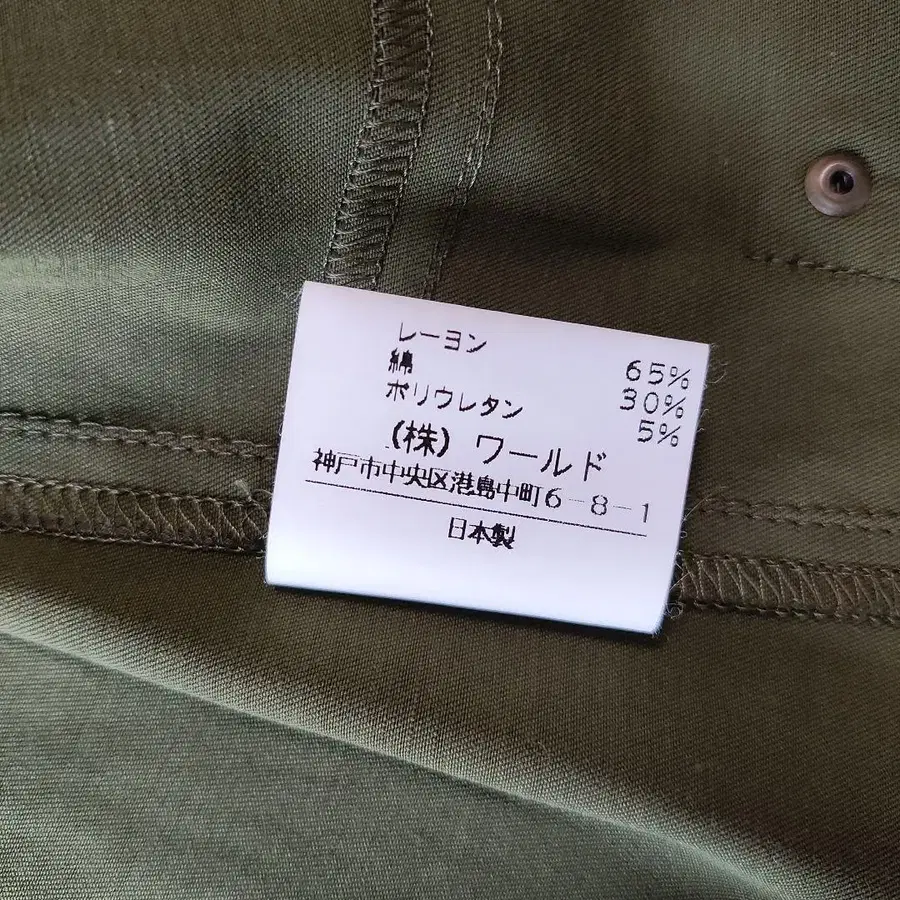 レーヨン 65%
綿 30%
ポリウレタン 5%
(株) ワールド
神戸市中央区港島中町6-8-1
日本製